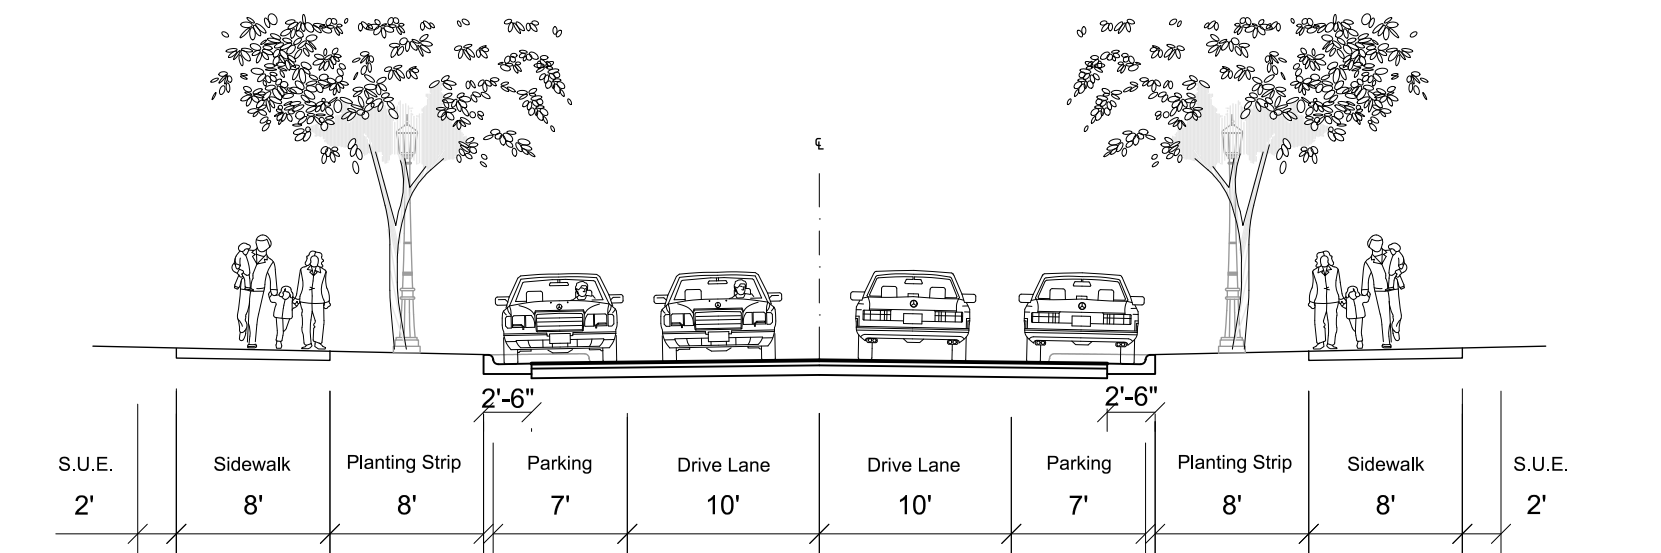 ℄
2'-6" 2'-6"
S.U.E. Sidewalk Planting Strip Parking Drive Lane Drive Lane Parking Planting Strip Sidewalk S.U.E.
2' 8' 8' 7' 10' 10' 7' 8' 8' 2'